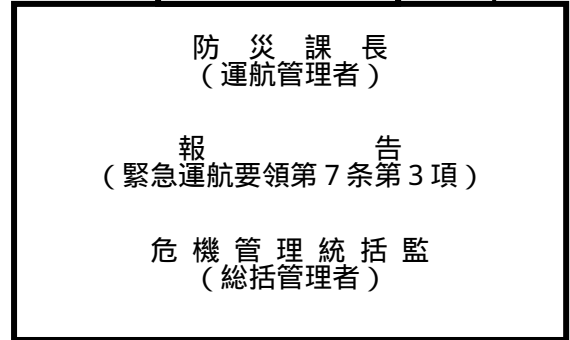 防 災 課 長
(運航管理者)
報 告
(緊急運航要領第7条第3項)
危 機 管 理 統 括 監
(総括管理者)